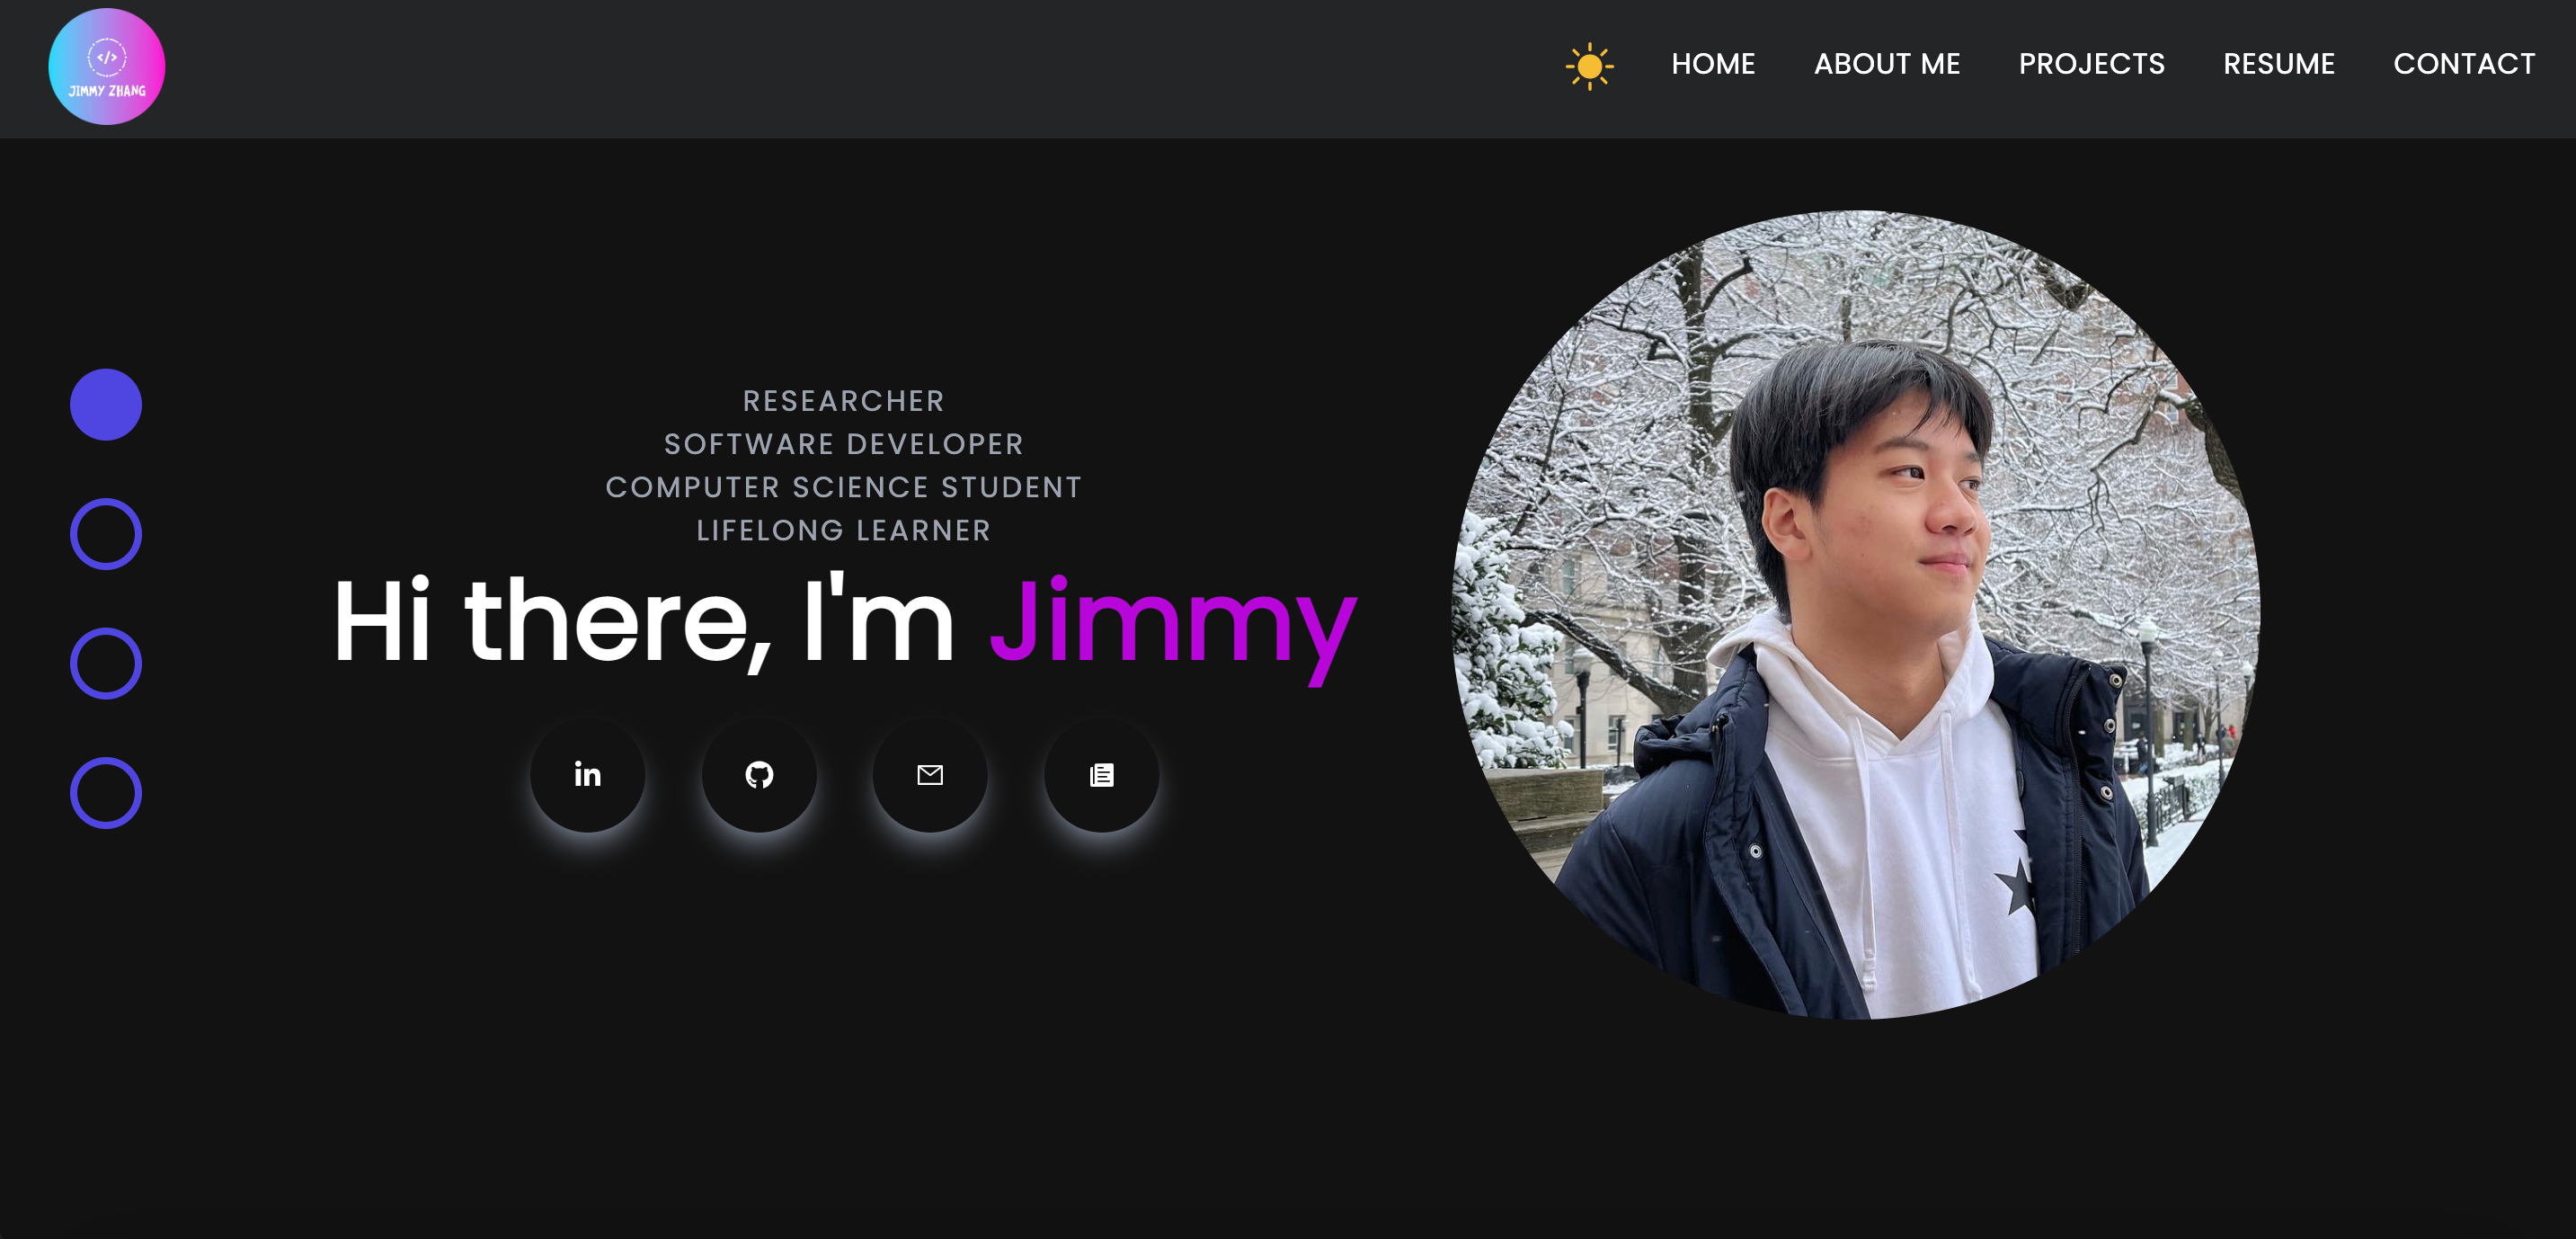 </>
JIMMY ZHANG
HOME ABOUT ME PROJECTS RESUME CONTACT
RESEARCHER
SOFTWARE DEVELOPER
COMPUTER SCIENCE STUDENT
LIFELONG LEARNER
Hi there, I'm Jimmy
in